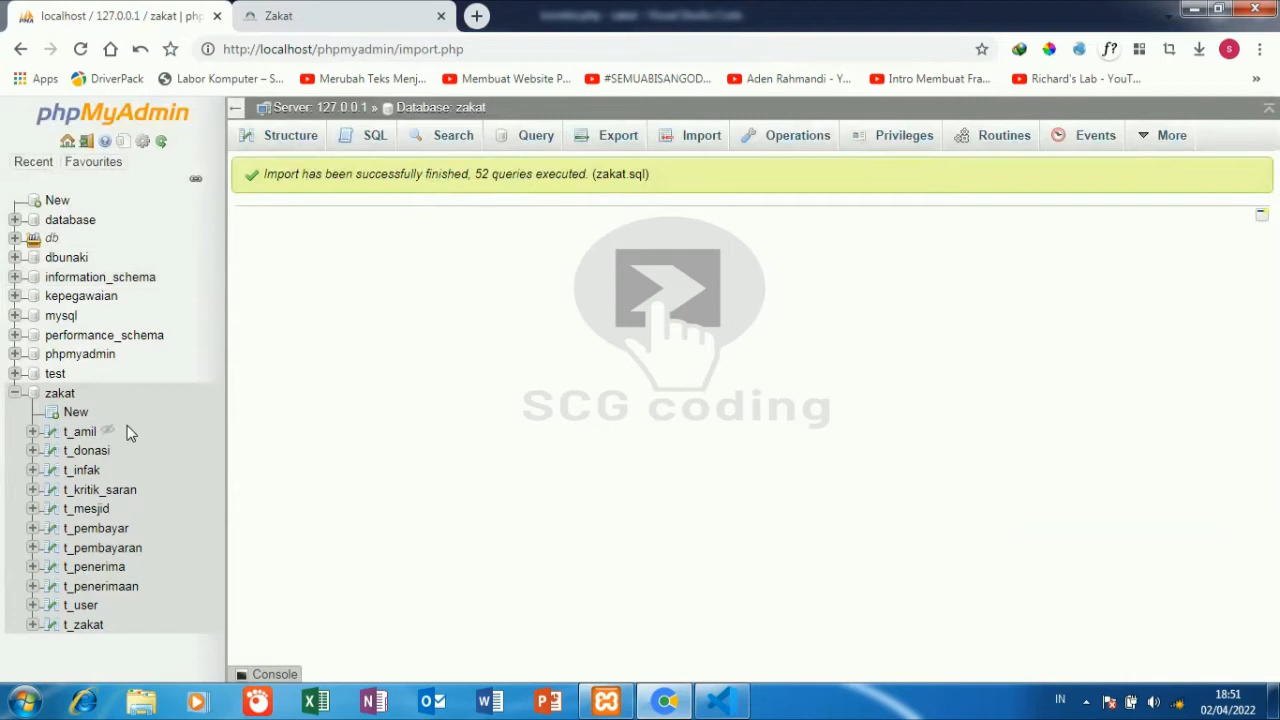 localhost / 127.0.0.1 / zakat | php
Zakat
http://localhost/phpmyadmin/import.php
Apps
DriverPack
Labor Komputer – S...
Merubah Teks Menj...
Membuat Website P...
#SEMUABISANGOD...
Aden Rahmandi - Y...
Intro Membuat Fra...
Richard's Lab - YouT...
phpMyAdmin
Recent
Favourites
New
database
db
dbunaki
information_schema
kepegawaian
mysql
performance_schema
phpmyadmin
test
zakat
New
t_amil
t_donasi
t_infak
t_kritik_saran
t_mesjid
t_pembayar
t_pembayaran
t_penerima
t_penerimaan
t_user
t_zakat
Server: 127.0.0.1 » Database: zakat
Structure
SQL
Search
Query
Export
Import
Operations
Privileges
Routines
Events
More
Import has been successfully finished, 52 queries executed. (zakat.sql)
SCG coding
Console
IN
18:51
02/04/2022